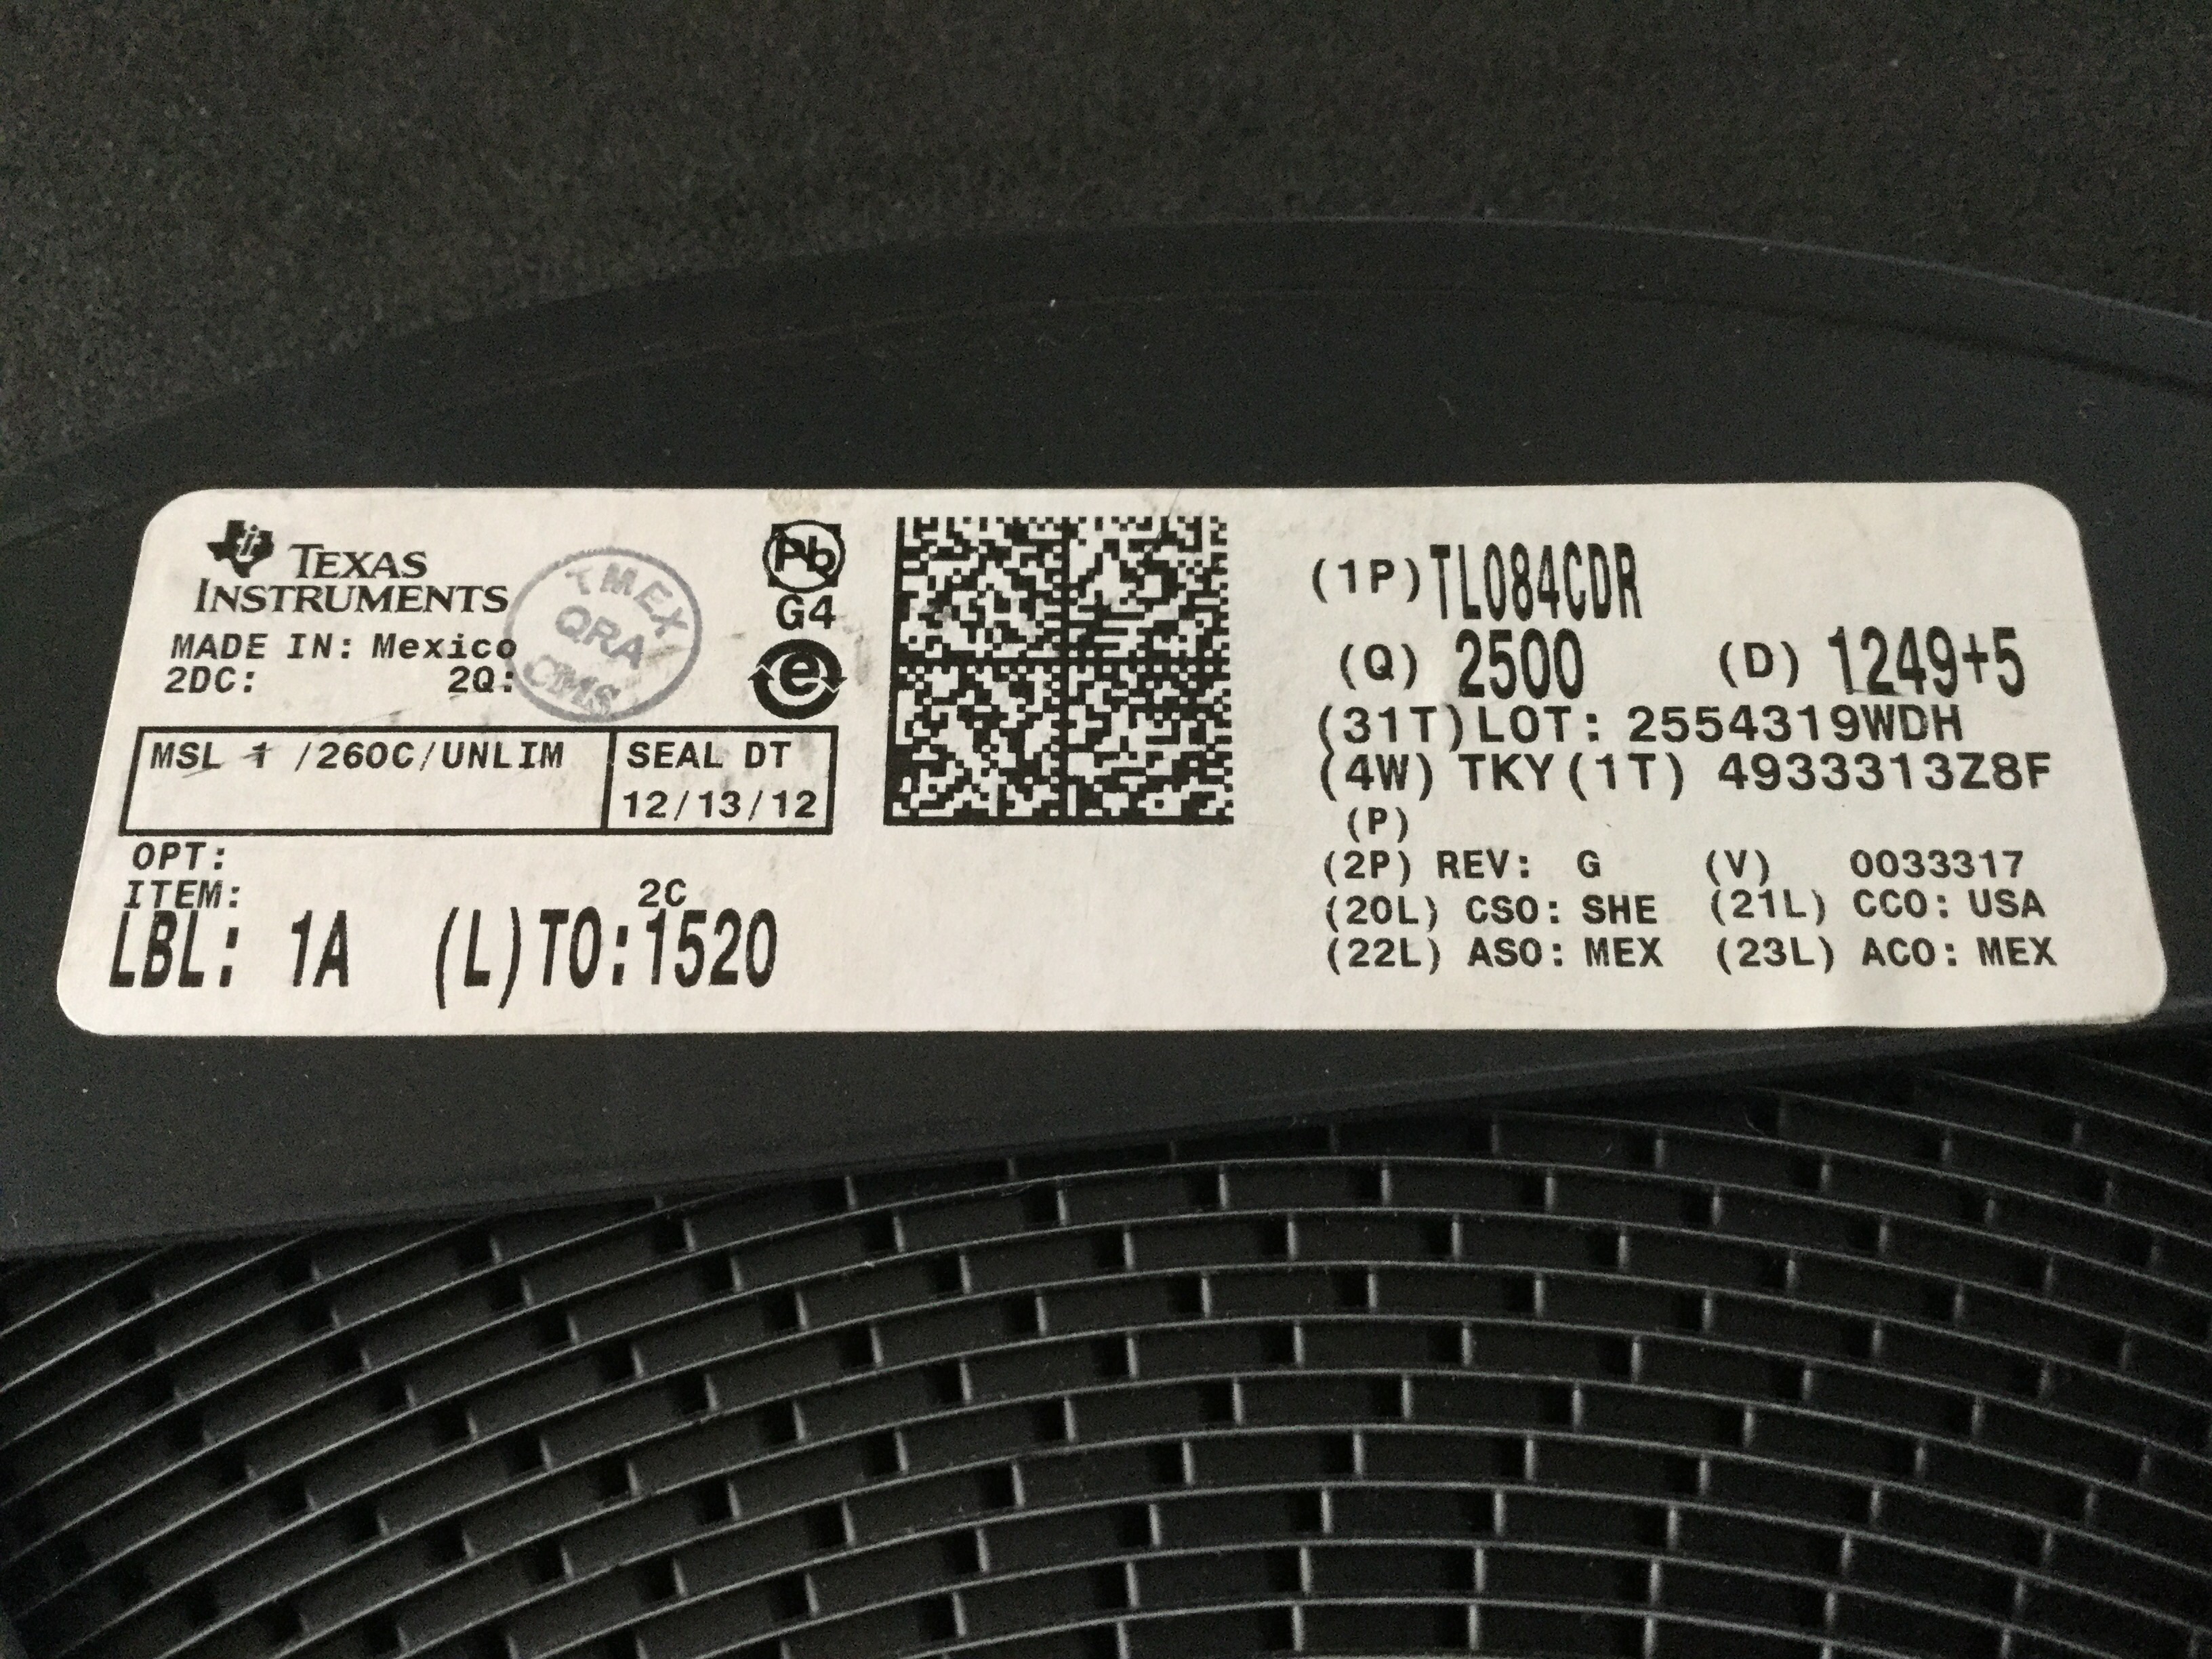 TEXAS
INSTRUMENTS
MADE IN: Mexico
2DC: 2Q:
TMEX
QRA
CMS
Pb
G4
e
MSL 1 /260C/UNLIM
SEAL DT
12/13/12
OPT:
ITEM:
2C
LBL: 1A (L)TO:1520
(1P)TL084CDR
(Q) 2500 (D) 1249+5
(31T)LOT: 2554319WDH
(4W) TKY(1T) 4933313Z8F
(P)
(2P) REV: G (V) 0033317
(20L) CSO: SHE (21L) CCO: USA
(22L) ASO: MEX (23L) ACO: MEX